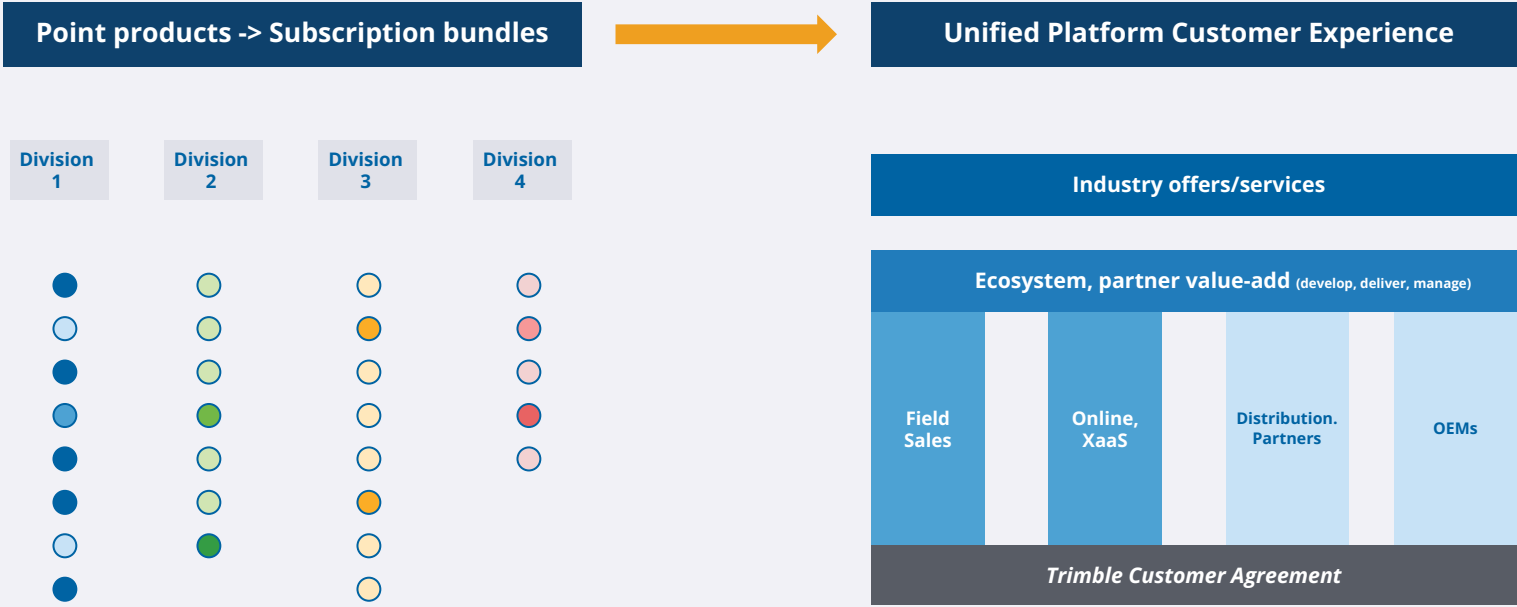 Point products -> Subscription bundles
Unified Platform Customer Experience
Division
1
Division
2
Division
3
Division
4
Industry offers/services
Ecosystem, partner value-add (develop, deliver, manage)
Field
Sales
Online,
XaaS
Distribution.
Partners
OEMs
Trimble Customer Agreement